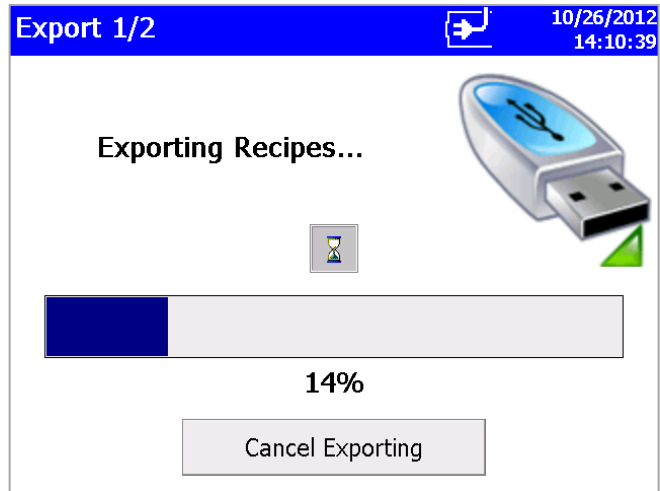 Export 1/2
10/26/2012
14:10:39
Exporting Recipes...
14%
Cancel Exporting